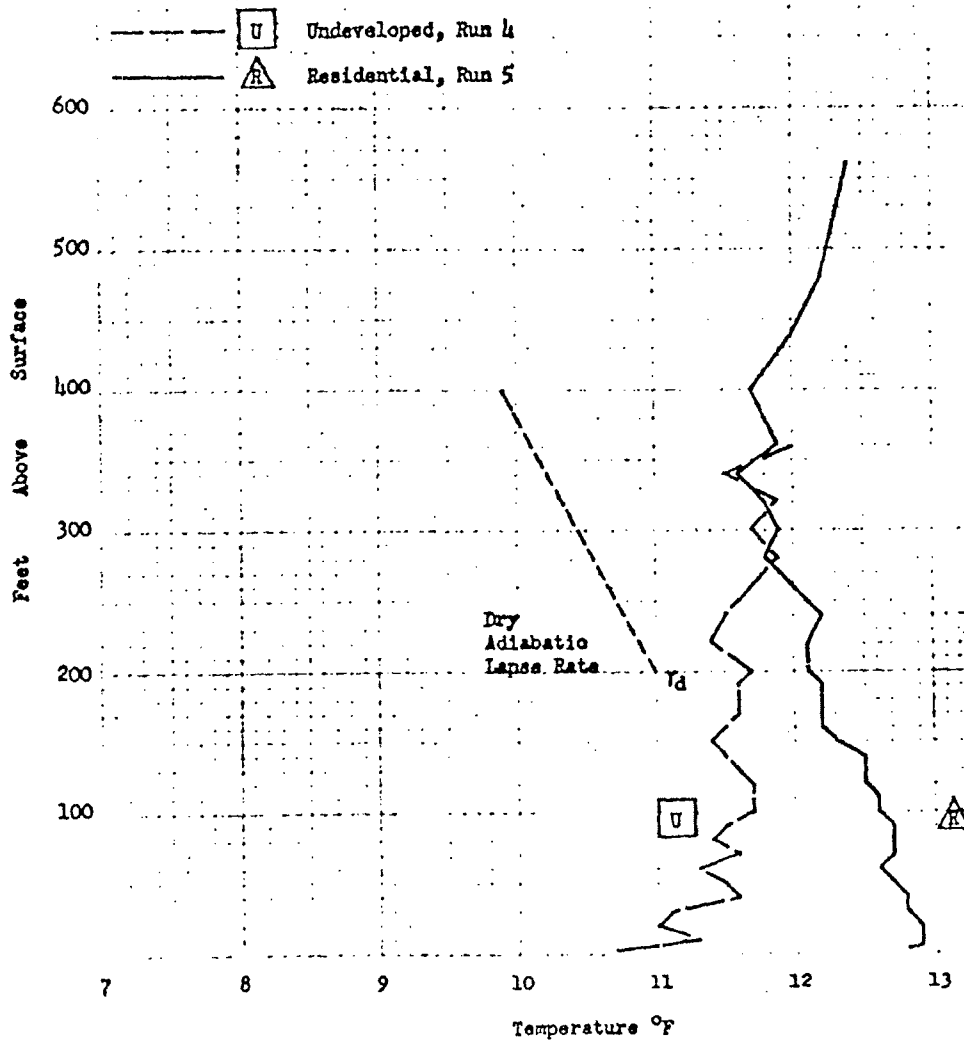 U Undeveloped, Run 4
R Residential, Run 5
600
500
400
300
200
100
Feet Above Surface
Dry
Adiabatic
Lapse Rate
γd
U
R
7 8 9 10 11 12 13
Temperature °F